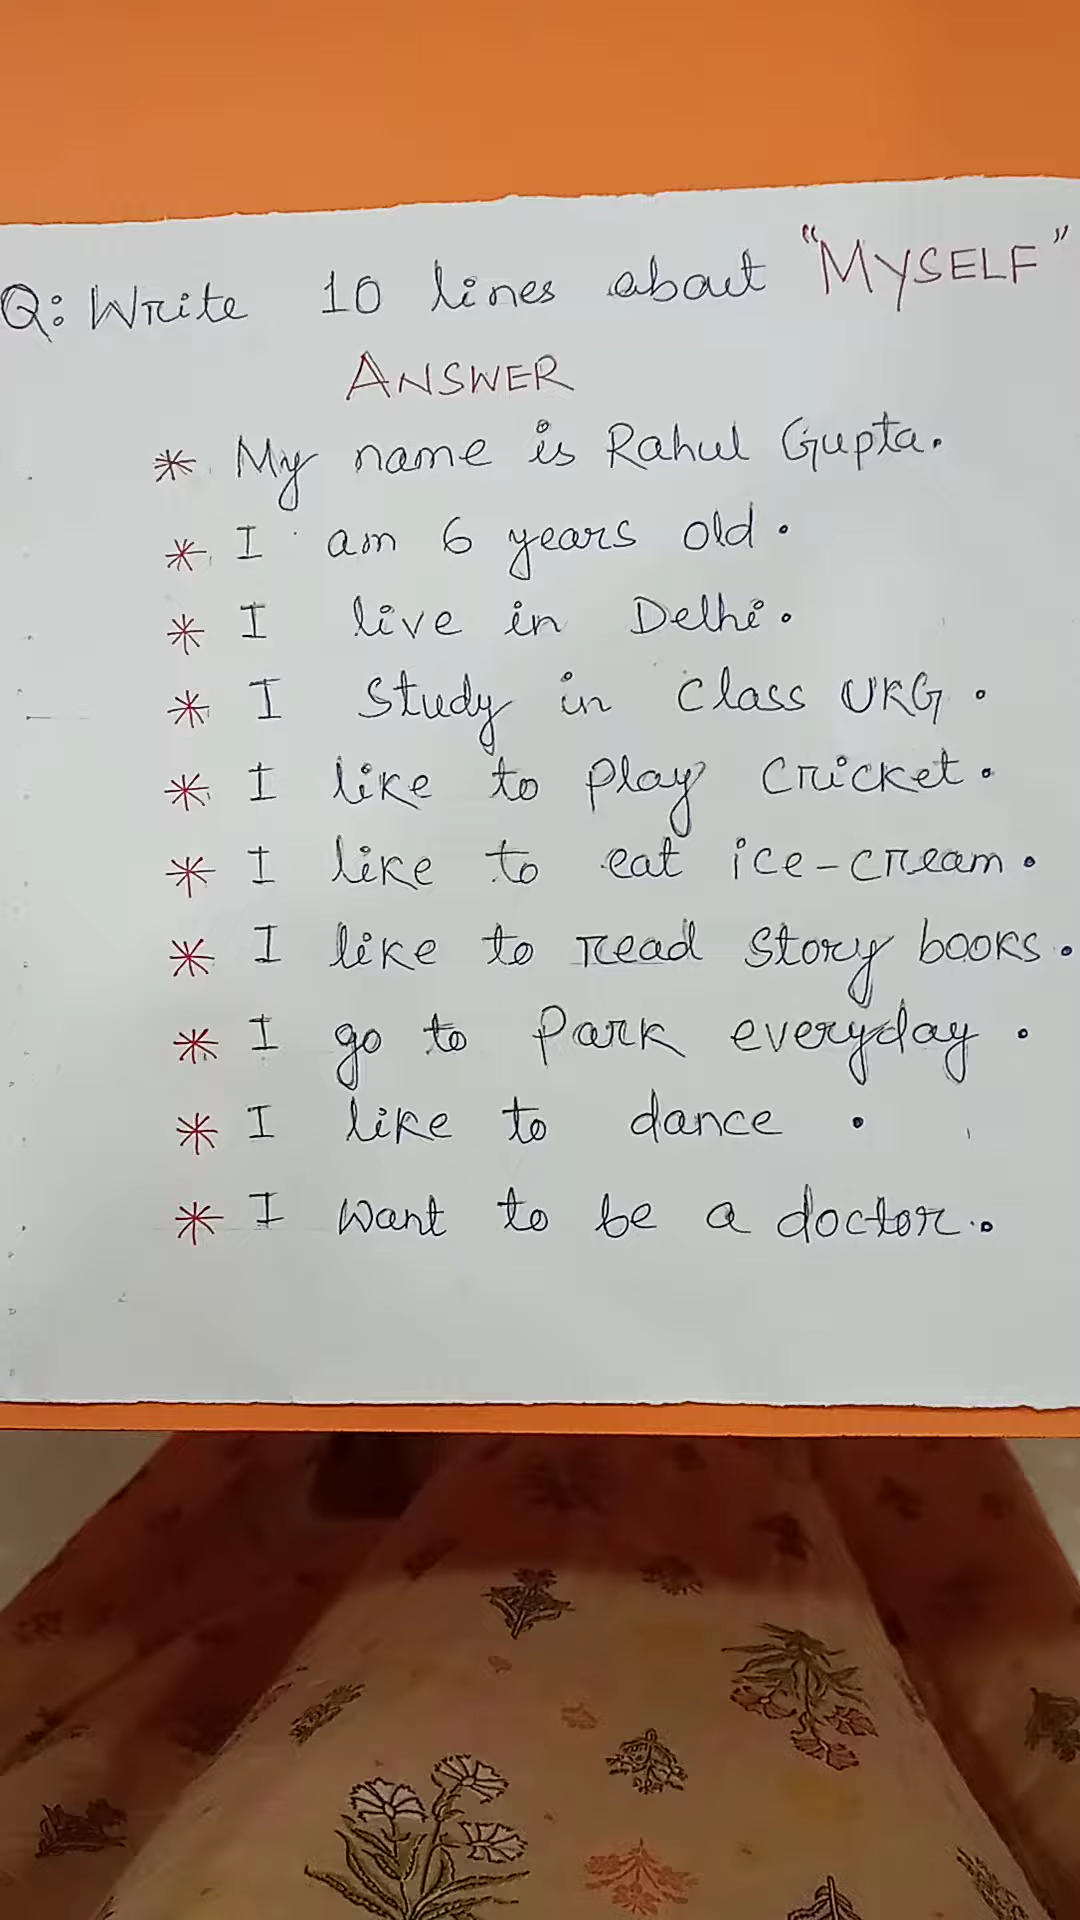 Q: Write 10 lines about "MYSELF"
ANSWER
* My name is Rahul Gupta.
* I am 6 years old.
* I live in Delhi.
* I study in class UKG.
* I like to play cricket.
* I like to eat ice-cream.
* I like to read story books.
* I go to Park everyday.
* I like to dance.
* I want to be a doctor.